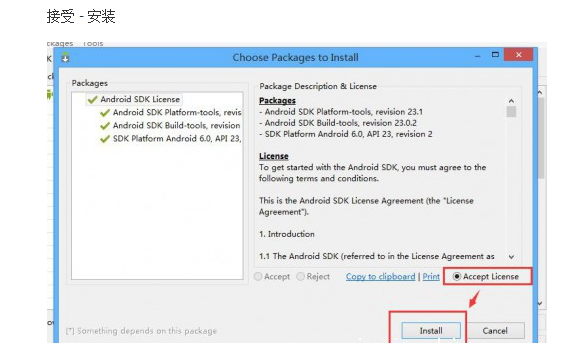 接受 - 安装
ckages Tools
Choose Packages to Install
Packages
Android SDK License
Android SDK Platform-tools, revis
Android SDK Build-tools, revision
SDK Platform Android 6.0, API 23,
Package Description & License
Packages
- Android SDK Platform-tools, revision 23.1
- Android SDK Build-tools, revision 23.0.2
- SDK Platform Android 6.0, API 23, revision 2
License
To get started with the Android SDK, you must agree to the
following terms and conditions.
This is the Android SDK License Agreement (the "License
Agreement").
1. Introduction
1.1 The Android SDK (referred to in the License Agreement as
Accept Reject Copy to clipboard | Print Accept License
[*] Something depends on this package
Install Cancel